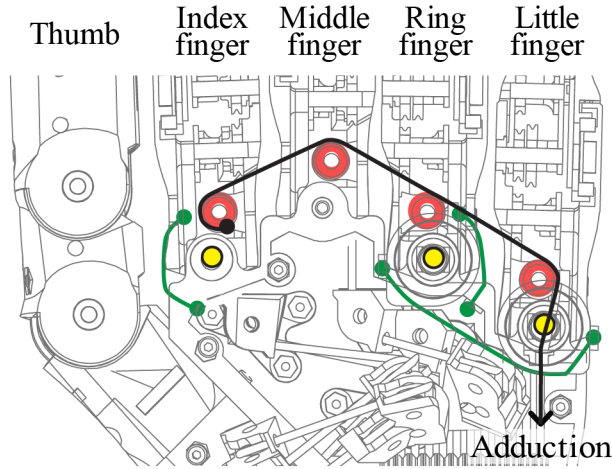 Thumb
Index
finger
Middle
finger
Ring
finger
Little
finger
Adduction